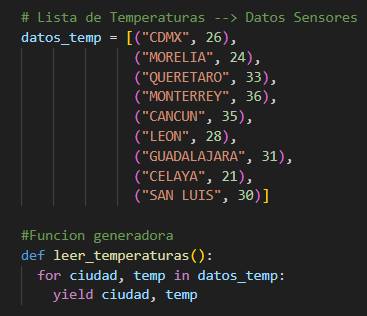 # Lista de Temperaturas --> Datos Sensores
datos_temp = [("CDMX", 26),
("MORELIA", 24),
("QUERETARO", 33),
("MONTERREY", 36),
("CANCUN", 35),
("LEON", 28),
("GUADALAJARA", 31),
("CELAYA", 21),
("SAN LUIS", 30)]
#Funcion generadora
def leer_temperaturas():
for ciudad, temp in datos_temp:
yield ciudad, temp